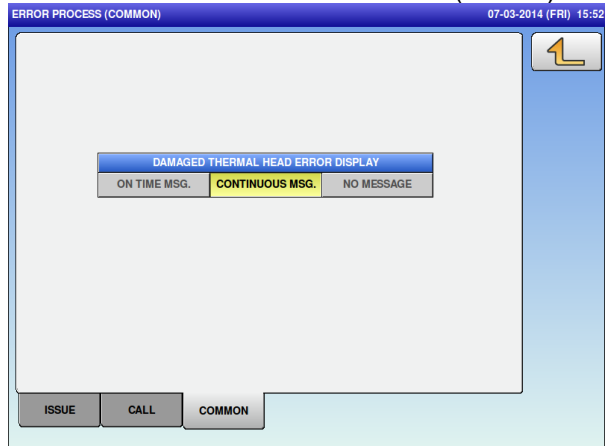 ERROR PROCESS (COMMON) 07-03-2014 (FRI) 15:52
DAMAGED THERMAL HEAD ERROR DISPLAY
ON TIME MSG. CONTINUOUS MSG. NO MESSAGE
ISSUE CALL COMMON